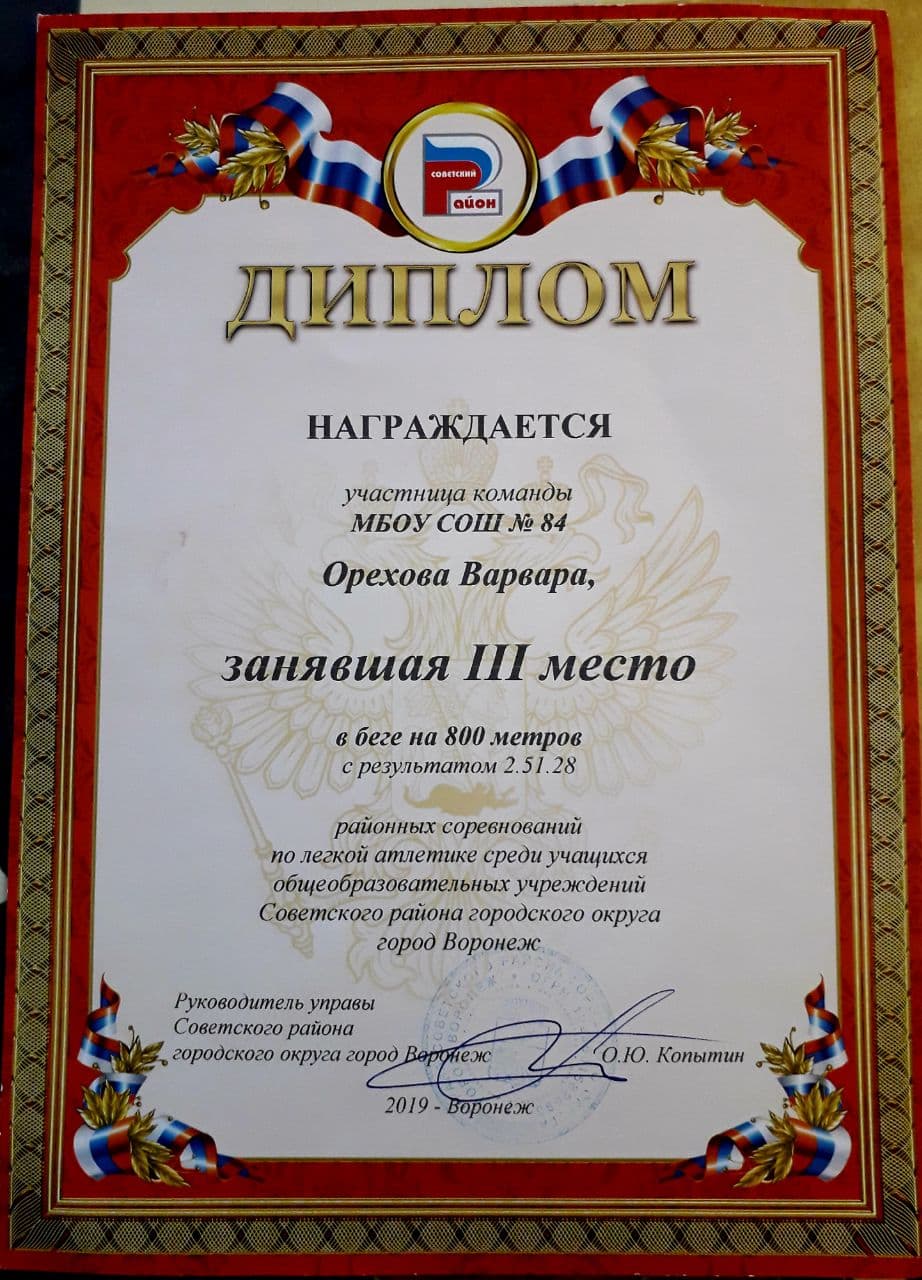 советский
Район
ДИПЛОМ
НАГРАЖДАЕТСЯ
участница команды
МБОУ СОШ № 84
Орехова Варвара,
занявшая III место
в беге на 800 метров
с результатом 2.51.28
районных соревнований
по легкой атлетике среди учащихся
общеобразовательных учреждений
Советского района городского округа
город Воронеж
Руководитель управы
Советского района
городского округа город Воронеж О.Ю. Копытин
2019 - Воронеж